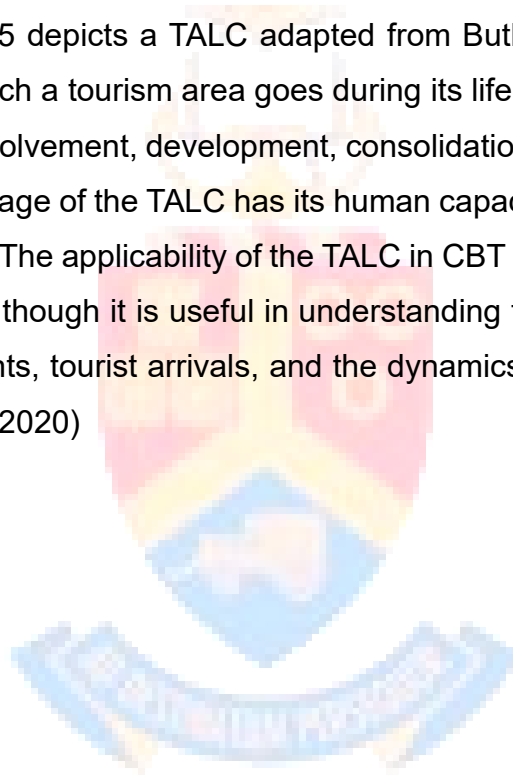 5 depicts a TALC adapted from Butl
ch a tourism area goes during its life
olvement, development, consolidatio
age of the TALC has its human capac
The applicability of the TALC in CBT
though it is useful in understanding
nts, tourist arrivals, and the dynamics
2020)